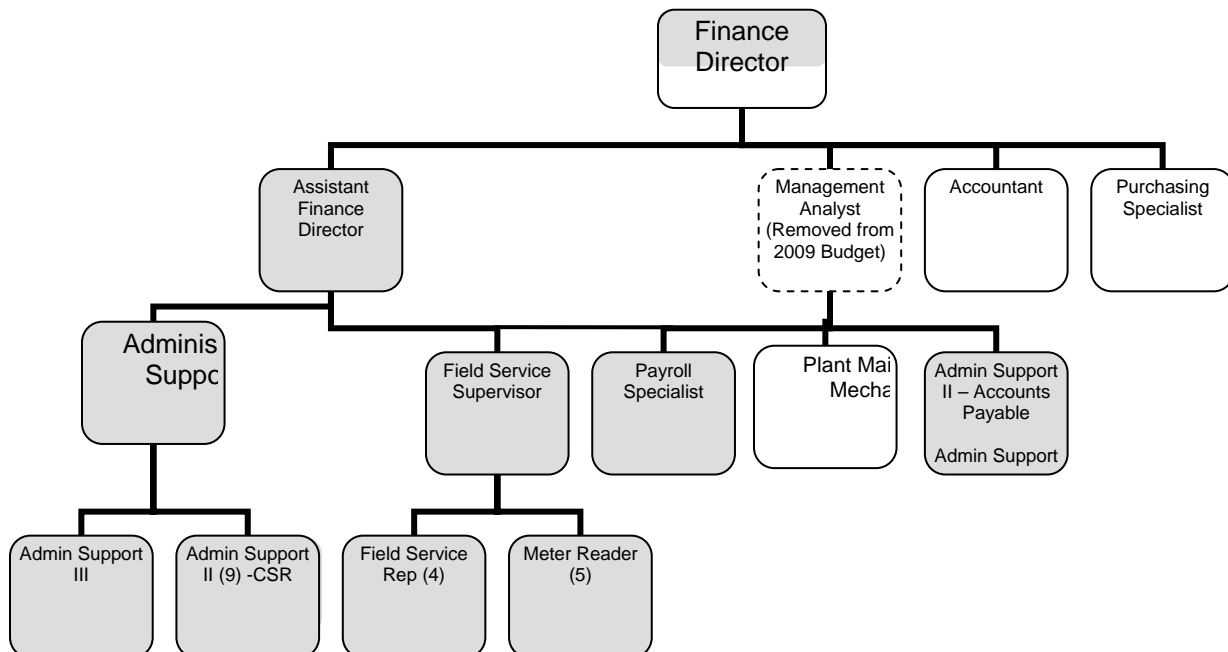 Finance
Director
Assistant
Finance
Director
Management
Analyst
(Removed from
2009 Budget)
Accountant
Purchasing
Specialist
Adminis
Suppo
Field Service
Supervisor
Payroll
Specialist
Plant Mai
Mecha
Admin Support
II – Accounts
Payable
Admin Support
Admin Support
III
Admin Support
II (9) -CSR
Field Service
Rep (4)
Meter Reader
(5)